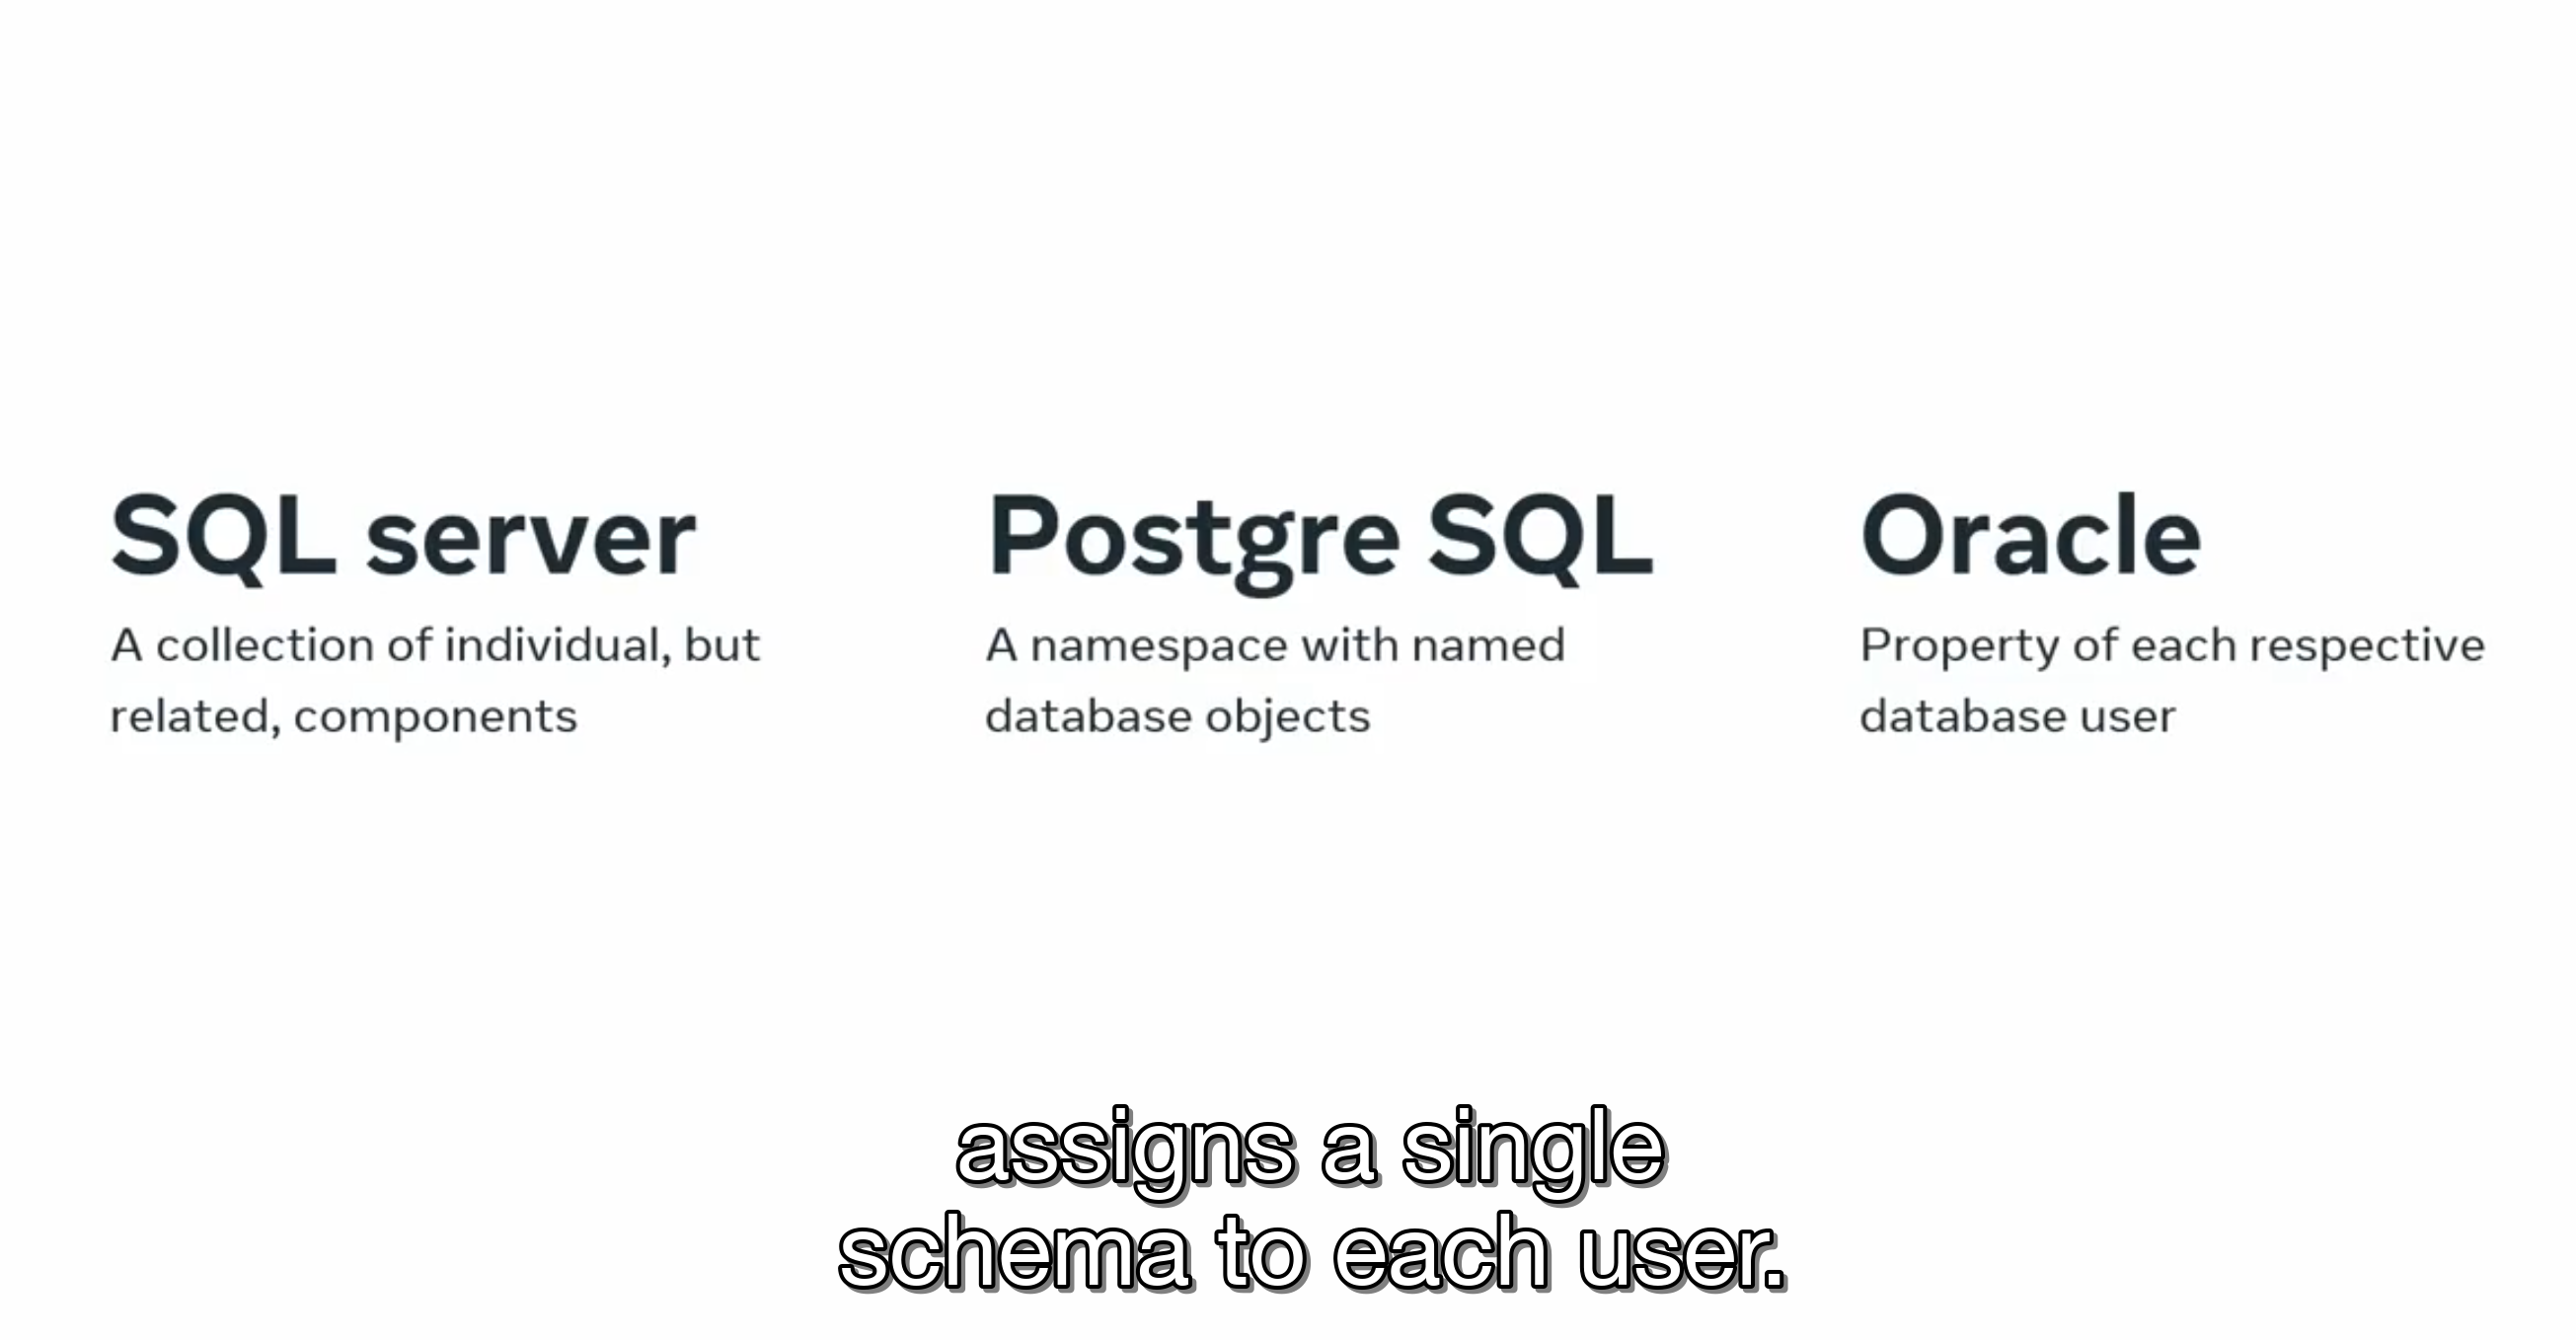 SQL server
A collection of individual, but
related, components
Postgre SQL
A namespace with named
database objects
Oracle
Property of each respective
database user
assigns a single
schema to each user.